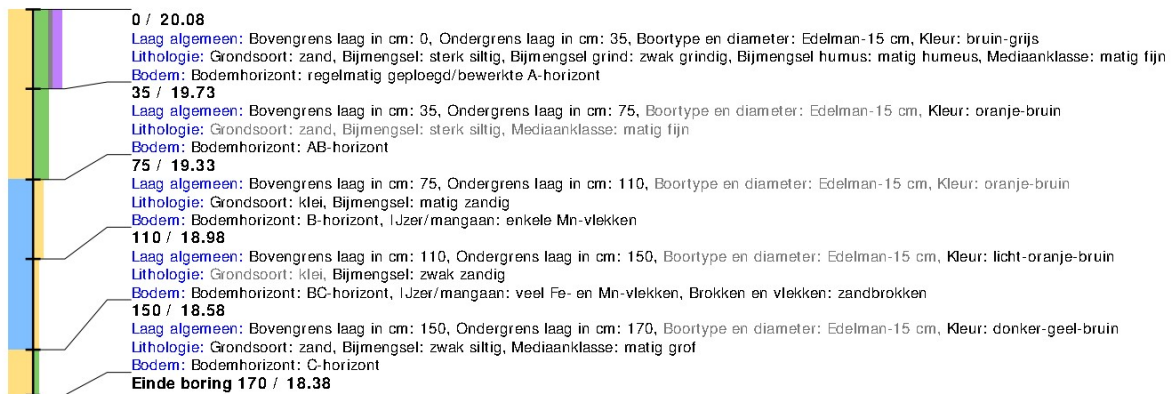 0 / 20.08
Laag algemeen: Bovengrens laag in cm: 0, Ondergrens laag in cm: 35, Boortype en diameter: Edelman-15 cm, Kleur: bruin-grijs
Lithologie: Grondsoort: zand, Bijmengsel: sterk siltig, Bijmengsel grind: zwak grindig, Bijmengsel humus: matig humeus, Mediaanklasse: matig fijn
Bodem: Bodemhorizont: regelmatig geploegd/bewerkte A-horizont
35 / 19.73
Laag algemeen: Bovengrens laag in cm: 35, Ondergrens laag in cm: 75, Boortype en diameter: Edelman-15 cm, Kleur: oranje-bruin
Lithologie: Grondsoort: zand, Bijmengsel: sterk siltig, Mediaanklasse: matig fijn
Bodem: Bodemhorizont: AB-horizont
75 / 19.33
Laag algemeen: Bovengrens laag in cm: 75, Ondergrens laag in cm: 110, Boortype en diameter: Edelman-15 cm, Kleur: oranje-bruin
Lithologie: Grondsoort: klei, Bijmengsel: matig zandig
Bodem: Bodemhorizont: B-horizont, IJzer/mangaan: enkele Mn-vlekken
110 / 18.98
Laag algemeen: Bovengrens laag in cm: 110, Ondergrens laag in cm: 150, Boortype en diameter: Edelman-15 cm, Kleur: licht-oranje-bruin
Lithologie: Grondsoort: klei, Bijmengsel: zwak zandig
Bodem: Bodemhorizont: BC-horizont, IJzer/mangaan: veel Fe- en Mn-vlekken, Brokken en vlekken: zandbrokken
150 / 18.58
Laag algemeen: Bovengrens laag in cm: 150, Ondergrens laag in cm: 170, Boortype en diameter: Edelman-15 cm, Kleur: donker-geel-bruin
Lithologie: Grondsoort: zand, Bijmengsel: zwak siltig, Mediaanklasse: matig grof
Bodem: Bodemhorizont: C-horizont
Einde boring 170 / 18.38